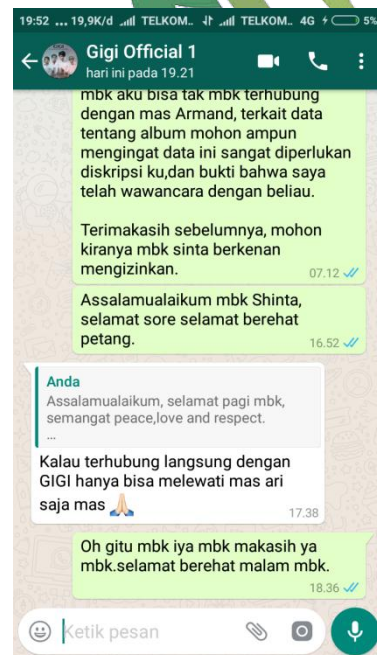 19:52 ... 19,9K/d TELKOM.. TELKOM.. 4G 5%
Gigi Official 1
hari ini pada 19.21
mbk aku bisa tak mbk terhubung
dengan mas Armand, terkait data
tentang album mohon ampun
mengingat data ini sangat diperlukan
diskripsi ku,dan bukti bahwa saya
telah wawancara dengan beliau.
Terimakasih sebelumnya, mohon
kiranya mbk sinta berkenan
mengizinkan.
07.12
Assalamualaikum mbk Shinta,
selamat sore selamat berehat
petang.
16.52
Anda
Assalamualaikum, selamat pagi mbk,
semangat peace,love and respect.
...
Kalau terhubung langsung dengan
GIGI hanya bisa melewati mas ari
saja mas 🙏🏻
17.38
Oh gitu mbk iya mbk makasih ya
mbk.selamat berehat malam mbk.
18.36
Ketik pesan